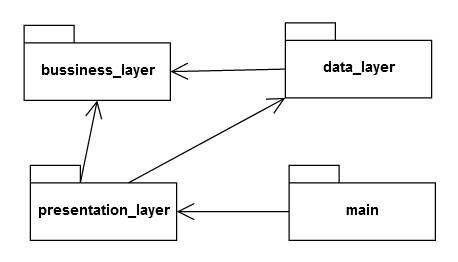 bussiness_layer
data_layer
presentation_layer
main